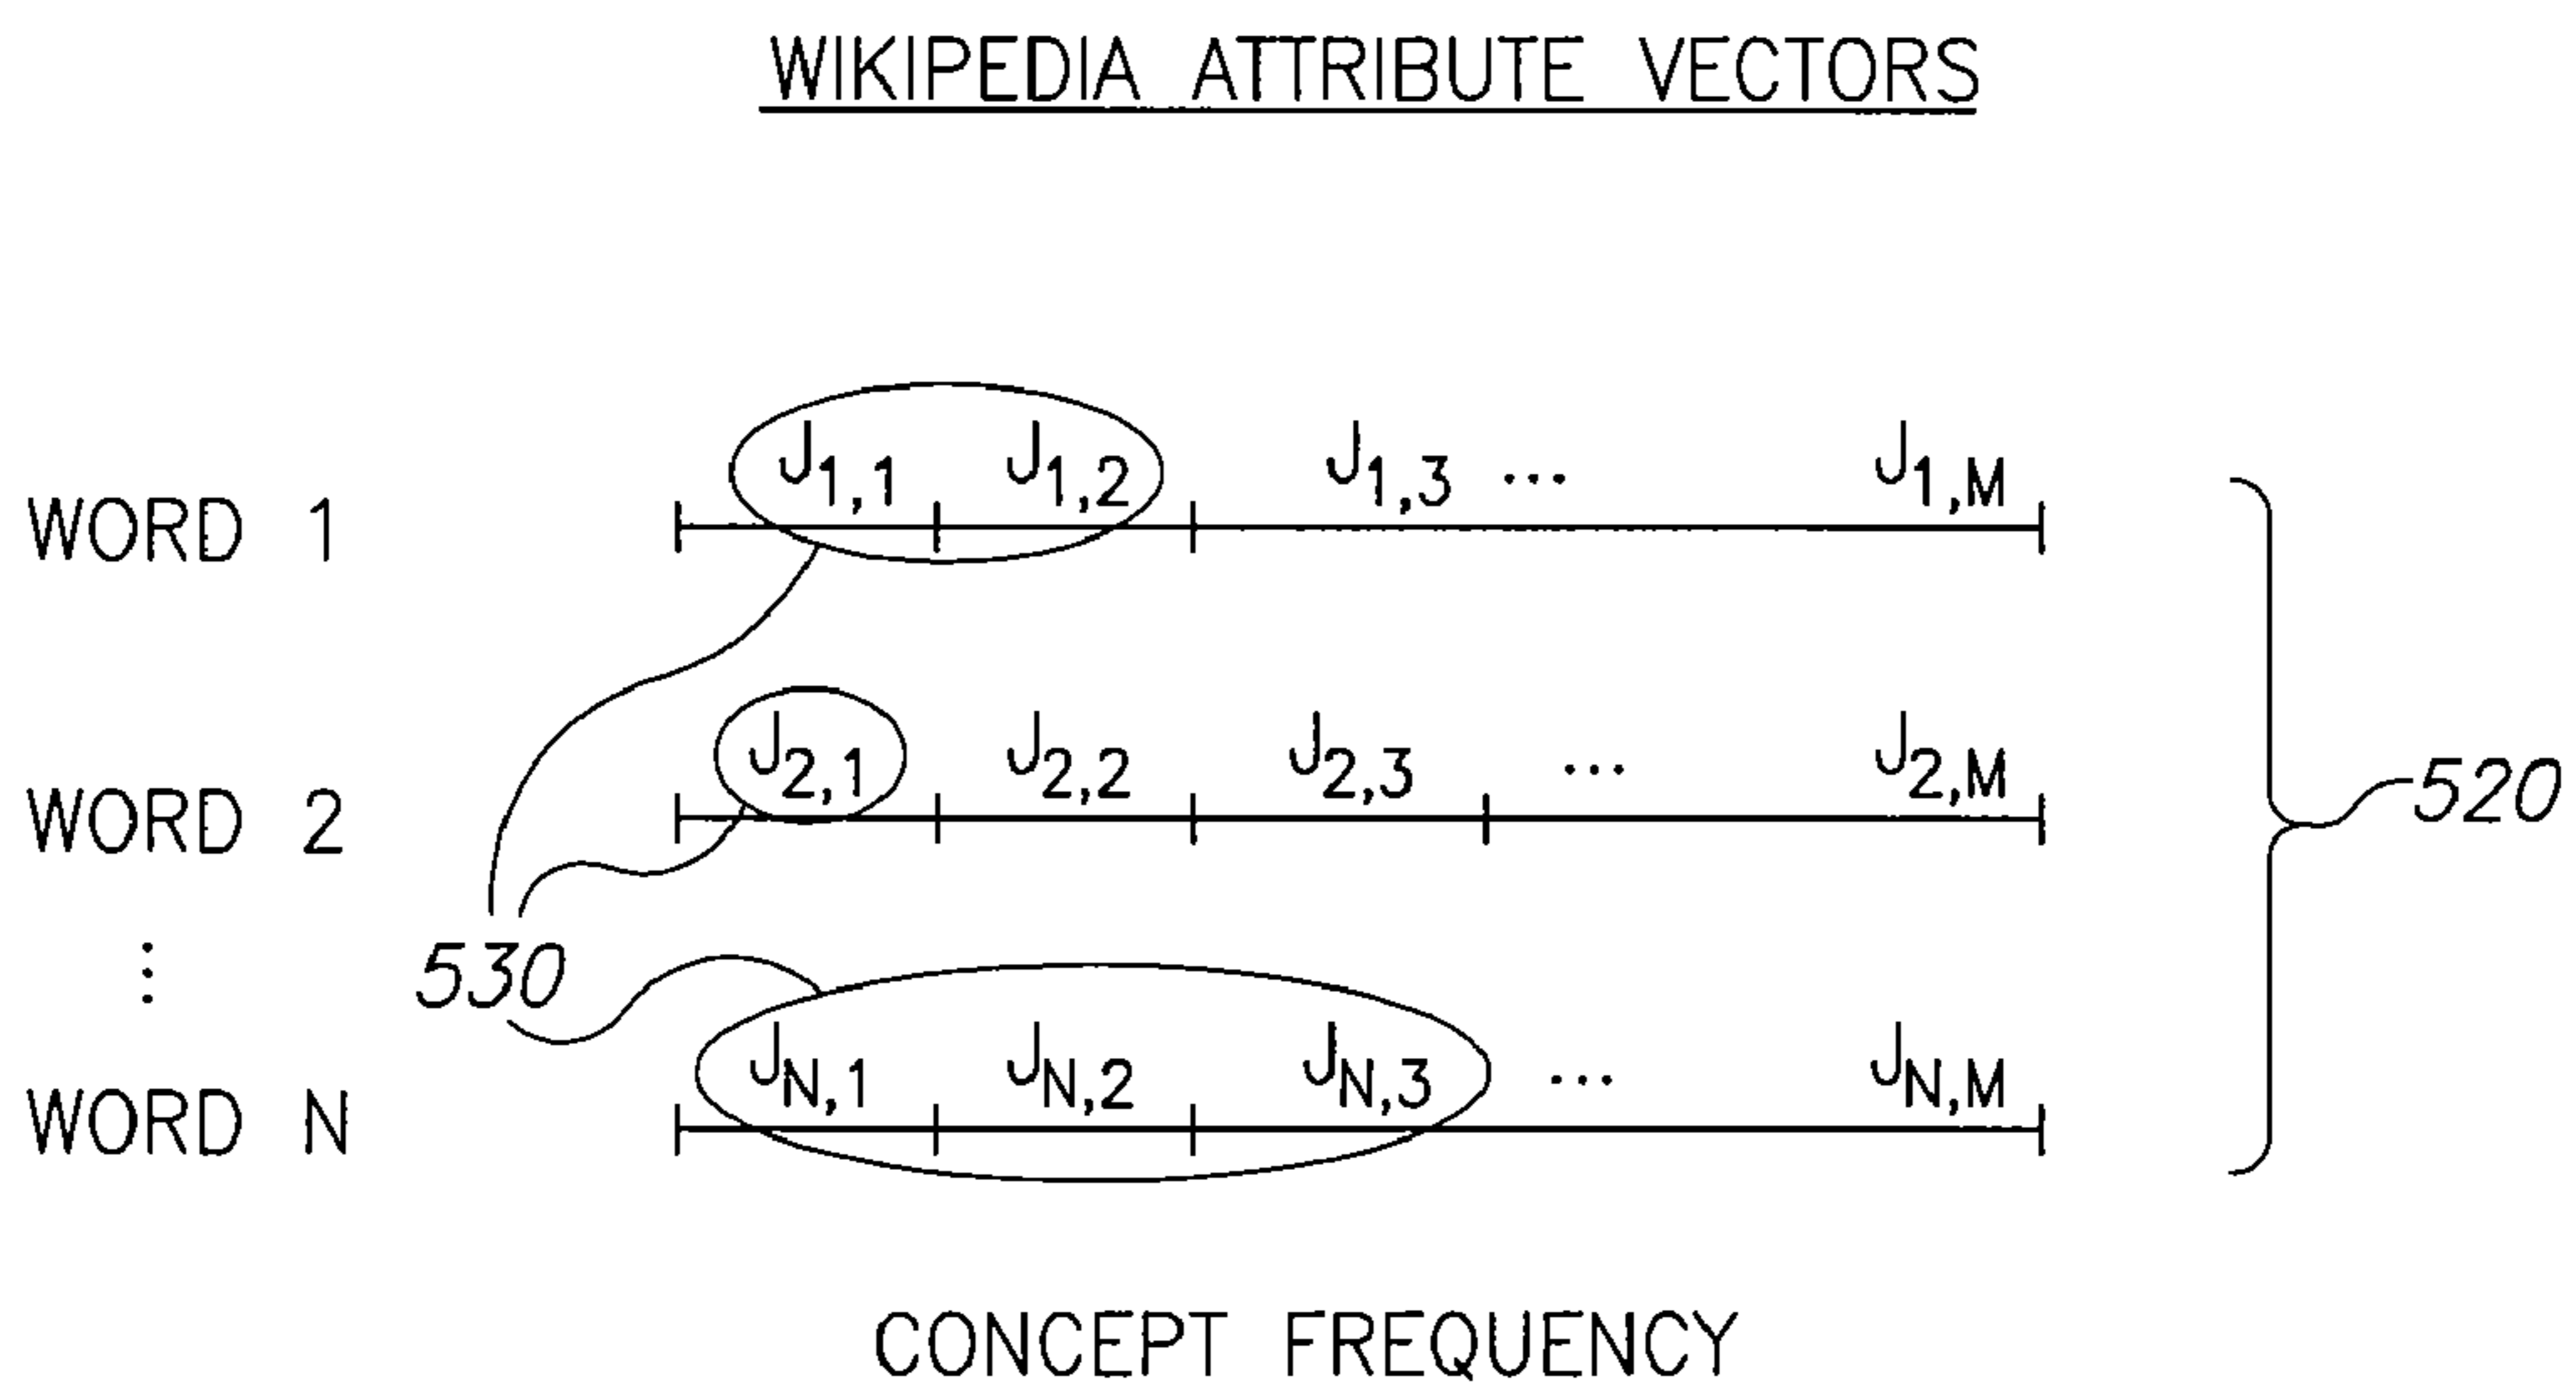 WIKIPEDIA ATTRIBUTE VECTORS
WORD 1 J1,1 J1,2 J1,3 ... J1,M
WORD 2 J2,1 J2,2 J2,3 ... J2,M
520
⋮ 530
WORD N JN,1 JN,2 JN,3 ... JN,M
CONCEPT FREQUENCY